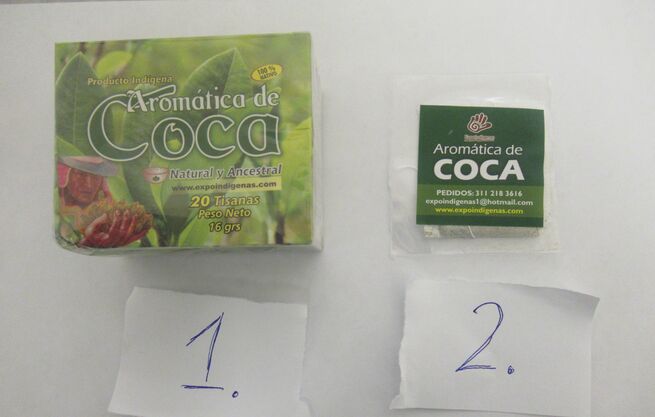 Producto Indígena
100 %
NATIVO
Aromática de
Coca
Natural y Ancestral
www.expoindigenas.com
20 Tisanas
Peso Neto
16 grs
Expoindigenas
Aromática de
COCA
PEDIDOS: 311 218 3616
expoindigenas1@hotmail.com
www.expoindigenas.com
1.
2.